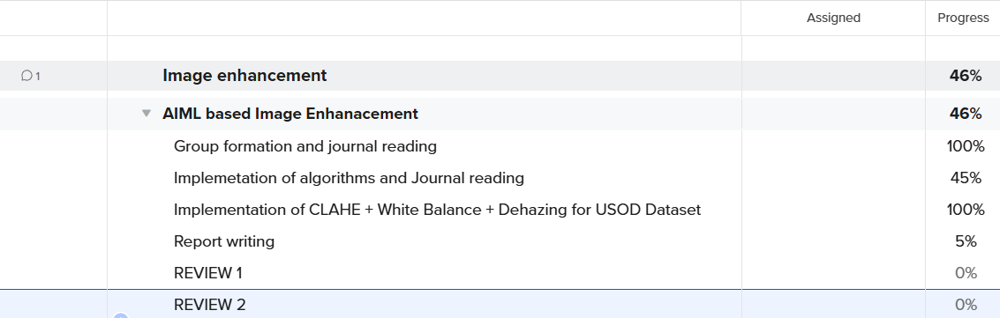 Assigned Progress
1 Image enhancement 46%
AIML based Image Enhanacement 46%
Group formation and journal reading 100%
Implemetation of algorithms and Journal reading 45%
Implementation of CLAHE + White Balance + Dehazing for USOD Dataset 100%
Report writing 5%
REVIEW 1 0%
REVIEW 2 0%